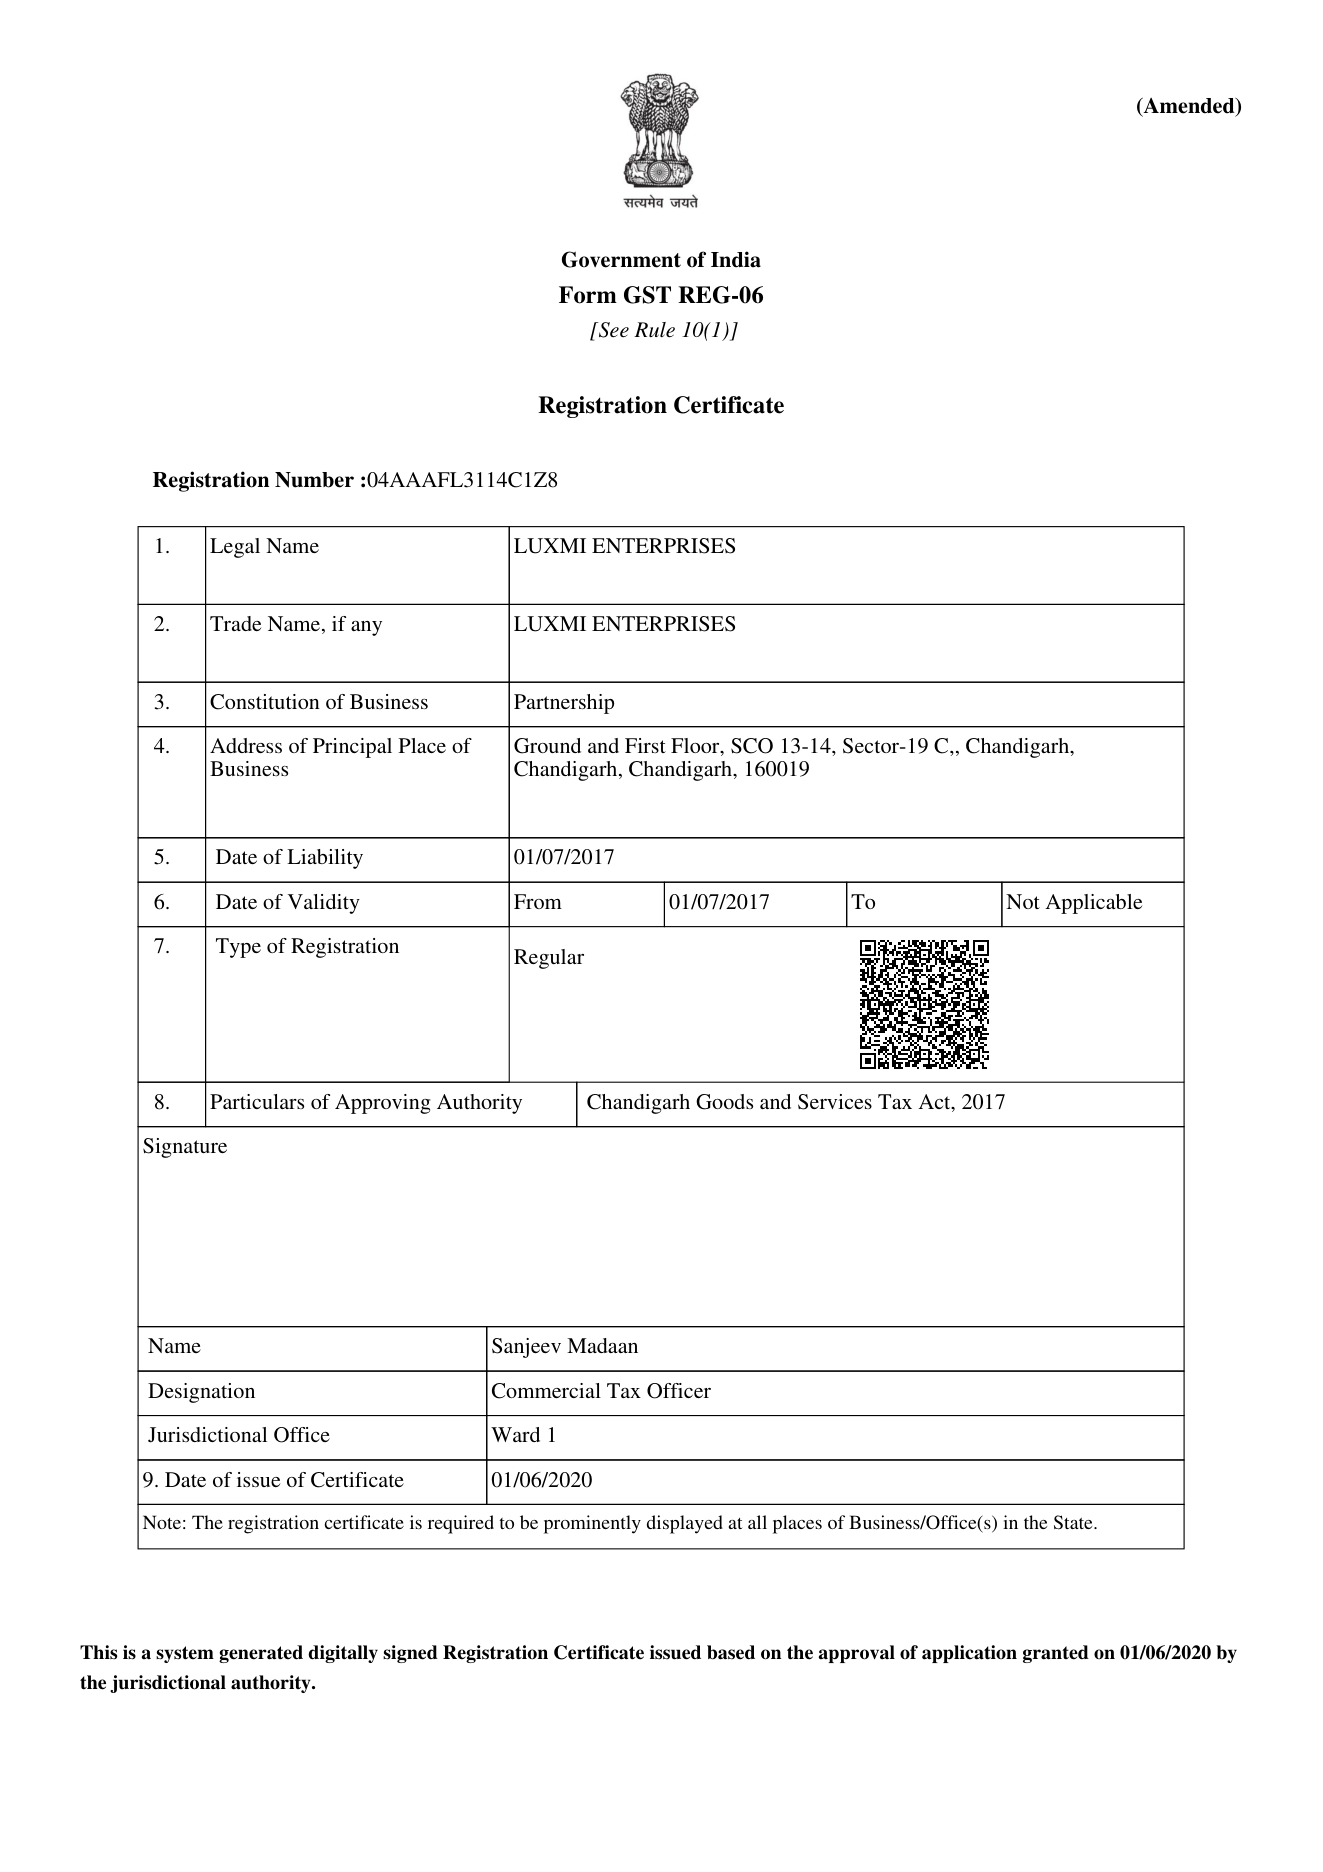 (Amended)
सत्यमेव जयते
Government of India
Form GST REG-06
[See Rule 10(1)]
Registration Certificate
Registration Number :04AAAFL3114C1Z8
1. Legal Name LUXMI ENTERPRISES
2. Trade Name, if any LUXMI ENTERPRISES
3. Constitution of Business Partnership
4. Address of Principal Place of Ground and First Floor, SCO 13-14, Sector-19 C,, Chandigarh,
Business Chandigarh, Chandigarh, 160019
5. Date of Liability 01/07/2017
6. Date of Validity From 01/07/2017 To Not Applicable
7. Type of Registration Regular
8. Particulars of Approving Authority Chandigarh Goods and Services Tax Act, 2017
Signature
Name Sanjeev Madaan
Designation Commercial Tax Officer
Jurisdictional Office Ward 1
9. Date of issue of Certificate 01/06/2020
Note: The registration certificate is required to be prominently displayed at all places of Business/Office(s) in the State.
This is a system generated digitally signed Registration Certificate issued based on the approval of application granted on 01/06/2020 by
the jurisdictional authority.